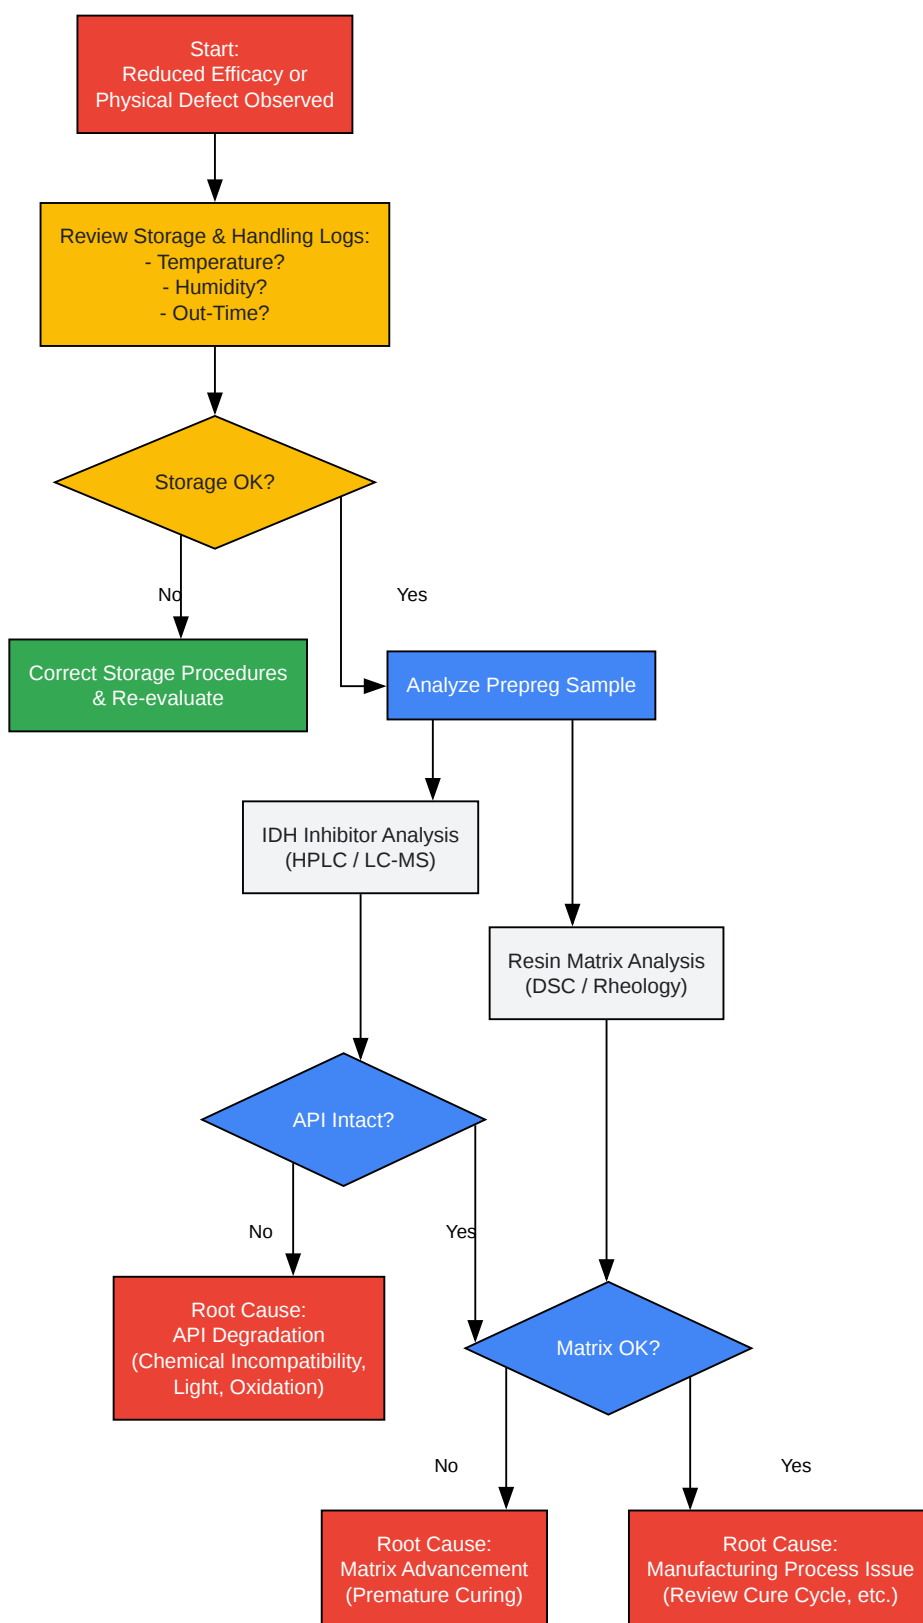 Start:
Reduced Efficacy or
Physical Defect Observed
Review Storage & Handling Logs:
- Temperature?
- Humidity?
- Out-Time?
Storage OK?
No
Yes
Correct Storage Procedures
& Re-evaluate
Analyze Prepreg Sample
IDH Inhibitor Analysis
(HPLC / LC-MS)
Resin Matrix Analysis
(DSC / Rheology)
API Intact?
No
Yes
Root Cause:
API Degradation
(Chemical Incompatibility,
Light, Oxidation)
Matrix OK?
No
Yes
Root Cause:
Matrix Advancement
(Premature Curing)
Root Cause:
Manufacturing Process Issue
(Review Cure Cycle, etc.)